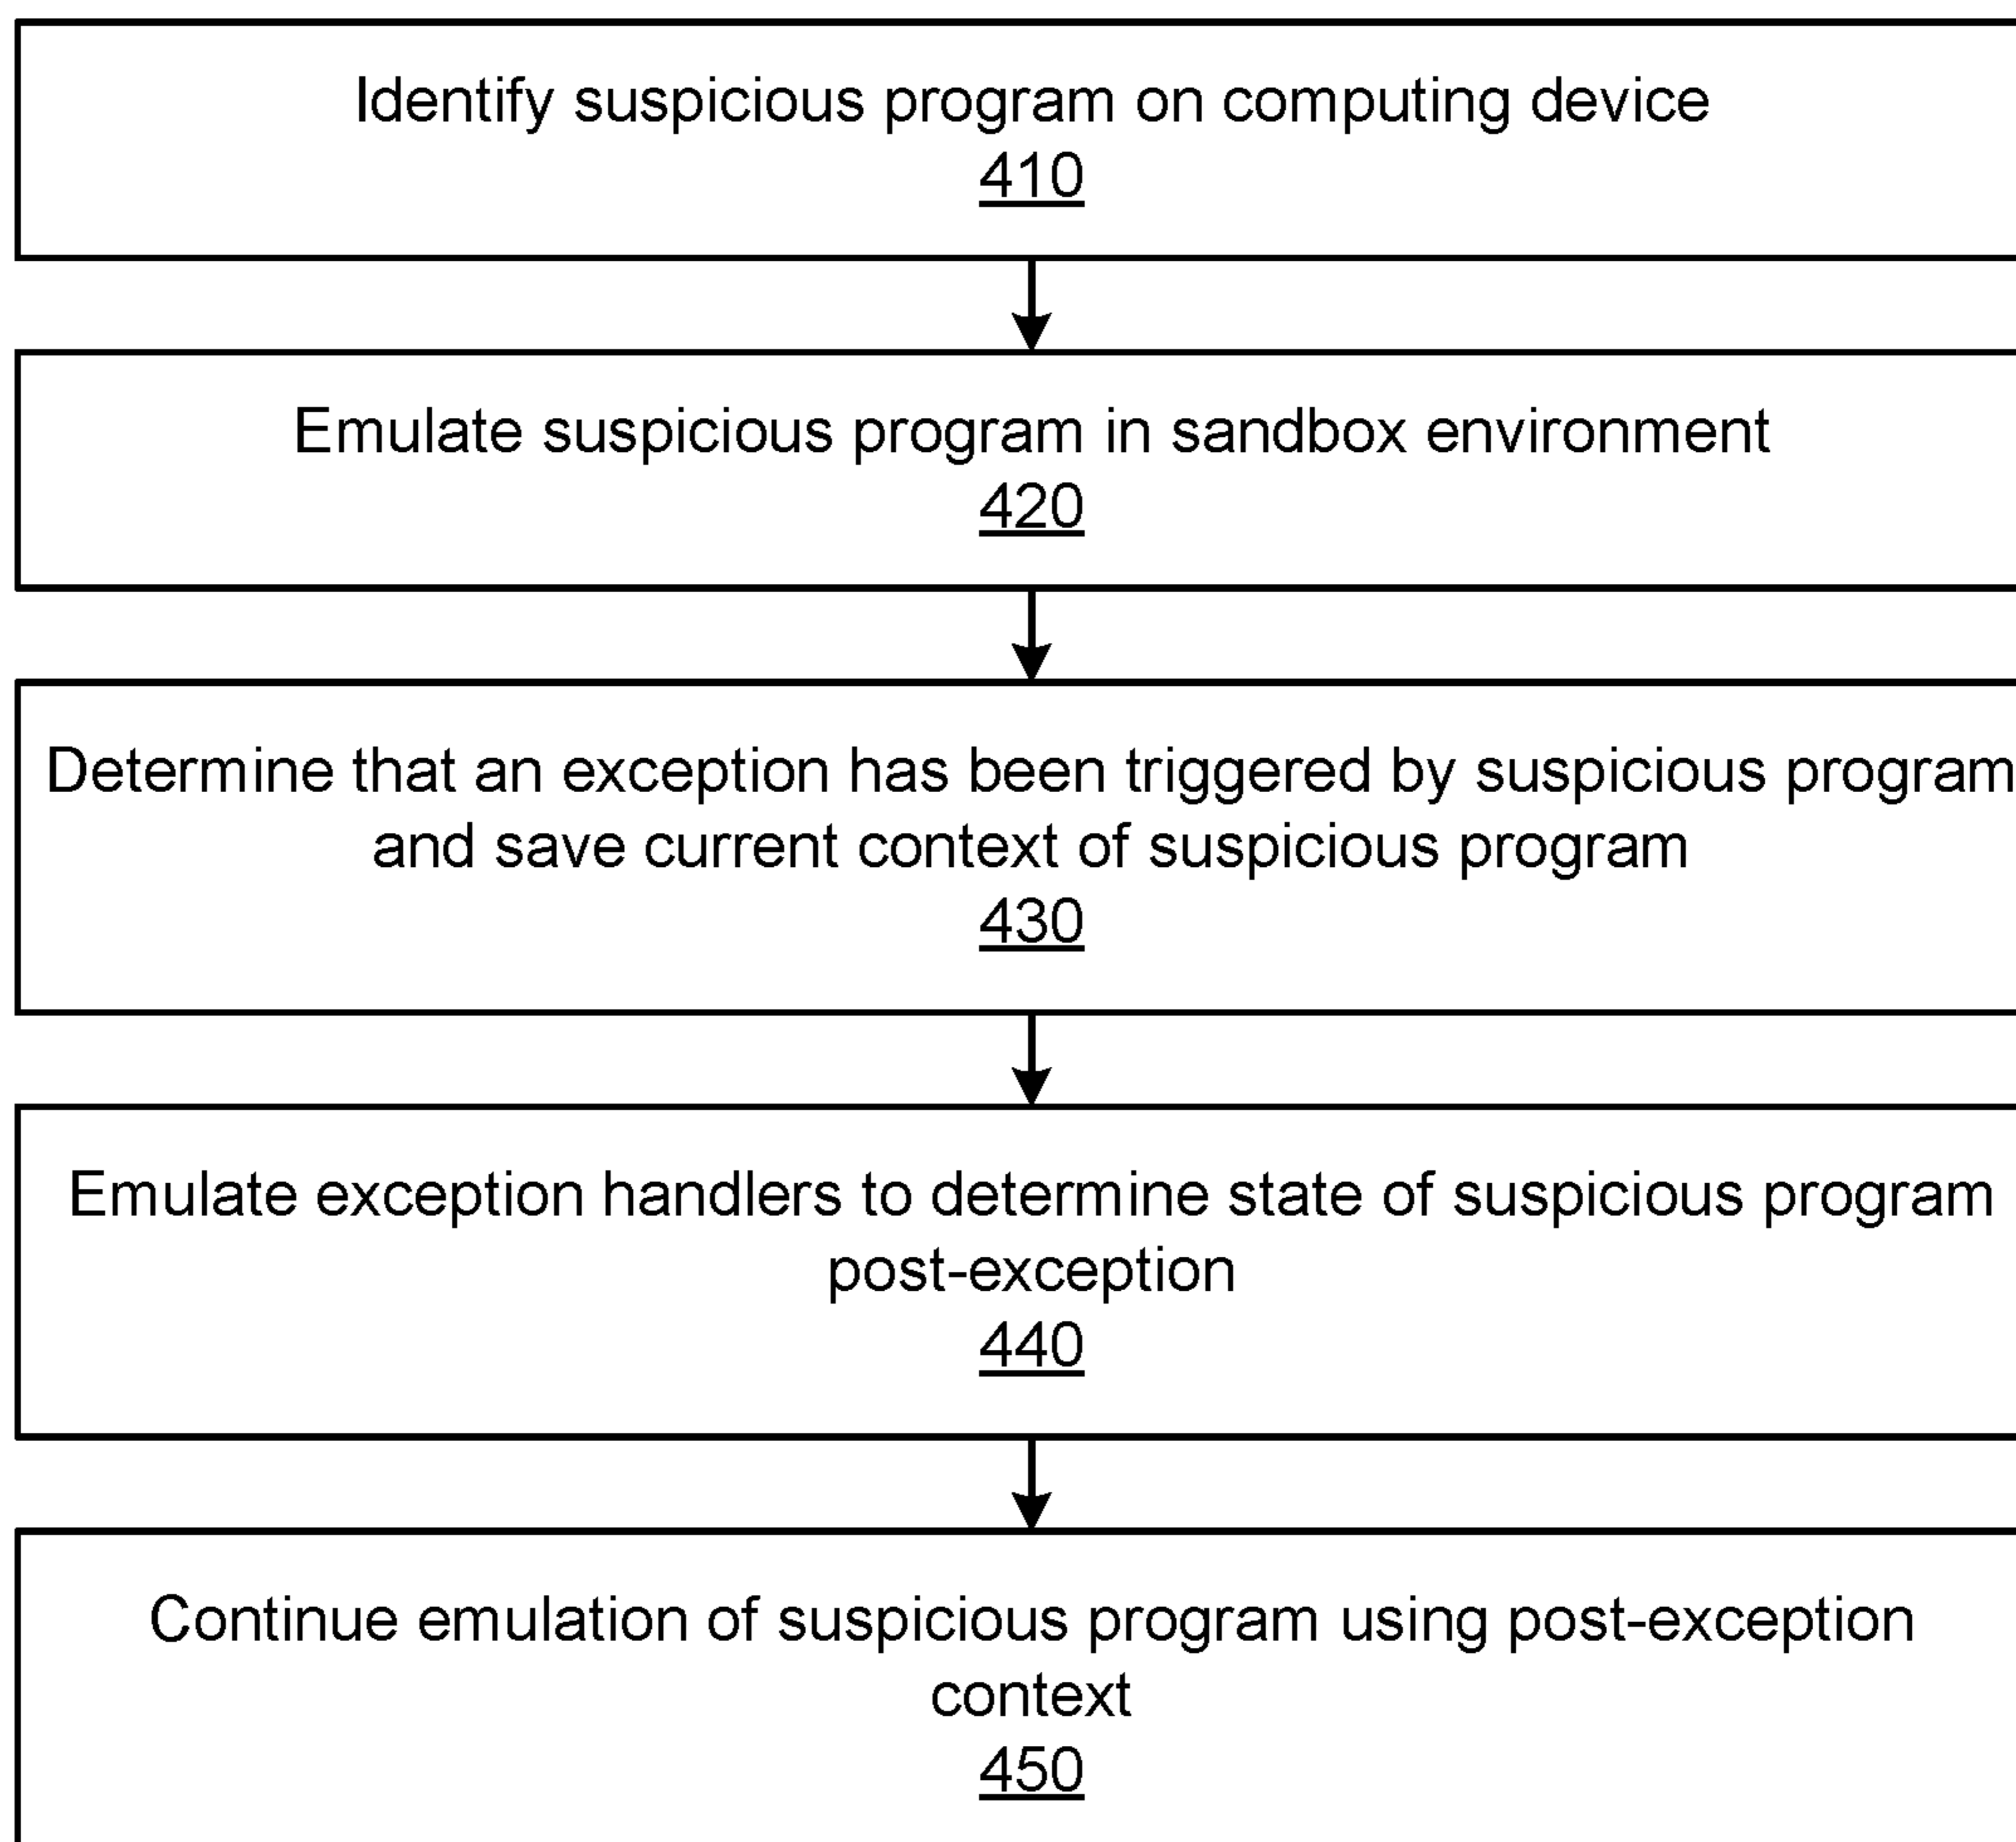 Identify suspicious program on computing device
410
Emulate suspicious program in sandbox environment
420
Determine that an exception has been triggered by suspicious program
and save current context of suspicious program
430
Emulate exception handlers to determine state of suspicious program
post-exception
440
Continue emulation of suspicious program using post-exception
context
450